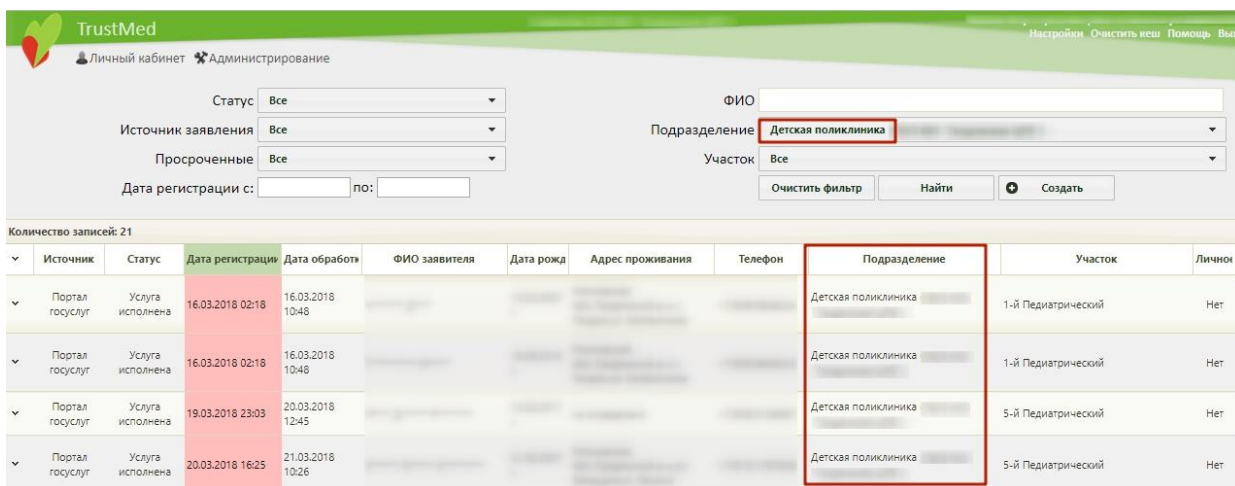 TrustMed
Настройки Очистить кеш Помощь Вых
Личный кабинет Администрирование
Статус Все ФИО
Источник заявления Все Подразделение Детская поликлиника
Просроченные Все Участок Все
Дата регистрации с: по: Очистить фильтр Найти Создать
Количество записей: 21
Источник Статус Дата регистрации Дата обработк ФИО заявителя Дата рожд Адрес проживания Телефон Подразделение Участок Личное
Портал госуслуг Услуга исполнена 16.03.2018 02:18 16.03.2018 10:48 Детская поликлиника 1-й Педиатрический Нет
Портал госуслуг Услуга исполнена 16.03.2018 02:18 16.03.2018 10:48 Детская поликлиника 1-й Педиатрический Нет
Портал госуслуг Услуга исполнена 19.03.2018 23:03 20.03.2018 12:45 Детская поликлиника 5-й Педиатрический Нет
Портал госуслуг Услуга исполнена 20.03.2018 16:25 21.03.2018 10:26 Детская поликлиника 5-й Педиатрический Нет